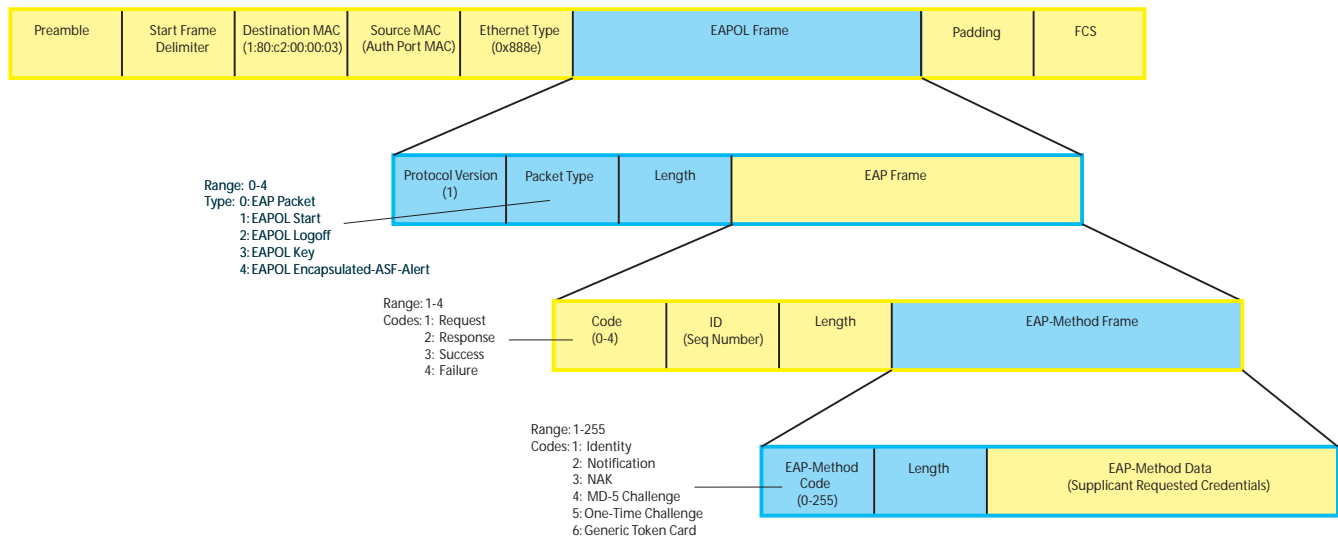 Preamble
Start Frame
Delimiter
Destination MAC
(1:80:c2:00:00:03)
Source MAC
(Auth Port MAC)
Ethernet Type
(0x888e)
EAPOL Frame
Padding
FCS
Protocol Version
(1)
Packet Type
Length
EAP Frame
Range: 0-4
Type: 0: EAP Packet
1: EAPOL Start
2: EAPOL Logoff
3: EAPOL Key
4: EAPOL Encapsulated-ASF-Alert
Code
(0-4)
ID
(Seq Number)
Length
EAP-Method Frame
Range: 1-4
Codes: 1: Request
2: Response
3: Success
4: Failure
EAP-Method
Code
(0-255)
Length
EAP-Method Data
(Supplicant Requested Credentials)
Range: 1-255
Codes: 1: Identity
2: Notification
3: NAK
4: MD-5 Challenge
5: One-Time Challenge
6: Generic Token Card